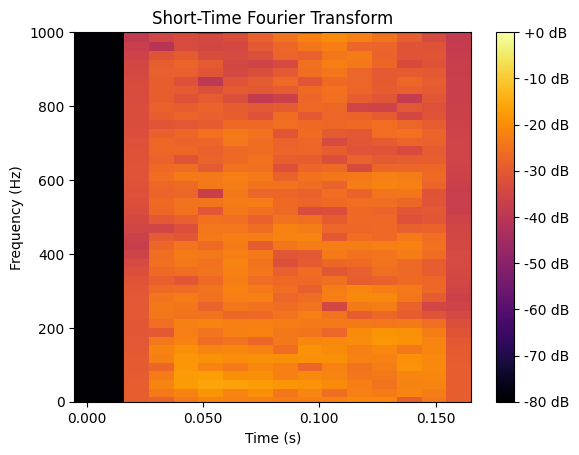 Short-Time Fourier Transform
1000
800
600
400
200
0
Frequency (Hz)
0.000
0.050
0.100
0.150
Time (s)
+0 dB
-10 dB
-20 dB
-30 dB
-40 dB
-50 dB
-60 dB
-70 dB
-80 dB